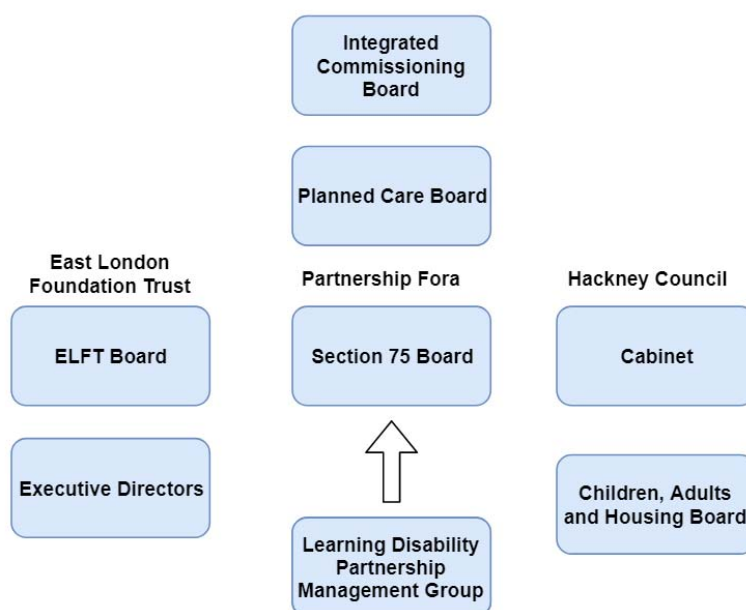 Integrated
Commissioning
Board
Planned Care Board
East London
Foundation Trust
Partnership Fora
Hackney Council
ELFT Board
Section 75 Board
Cabinet
Executive Directors
Children, Adults
and Housing Board
Learning Disability
Partnership
Management Group